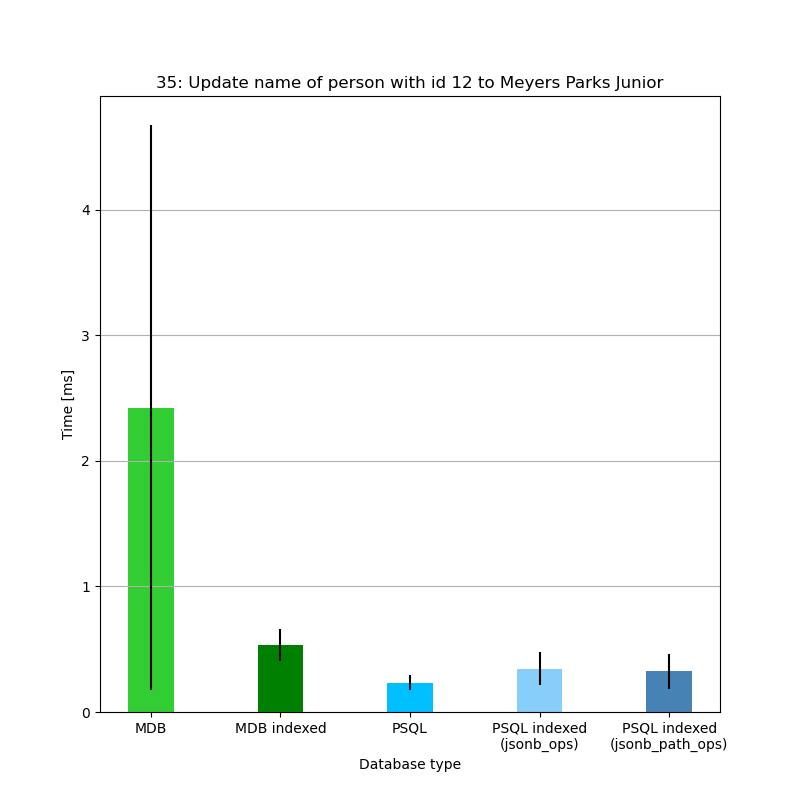 35: Update name of person with id 12 to Meyers Parks Junior
Time [ms]
4
3
2
1
0
MDB
MDB indexed
PSQL
PSQL indexed
(jsonb_ops)
PSQL indexed
(jsonb_path_ops)
Database type